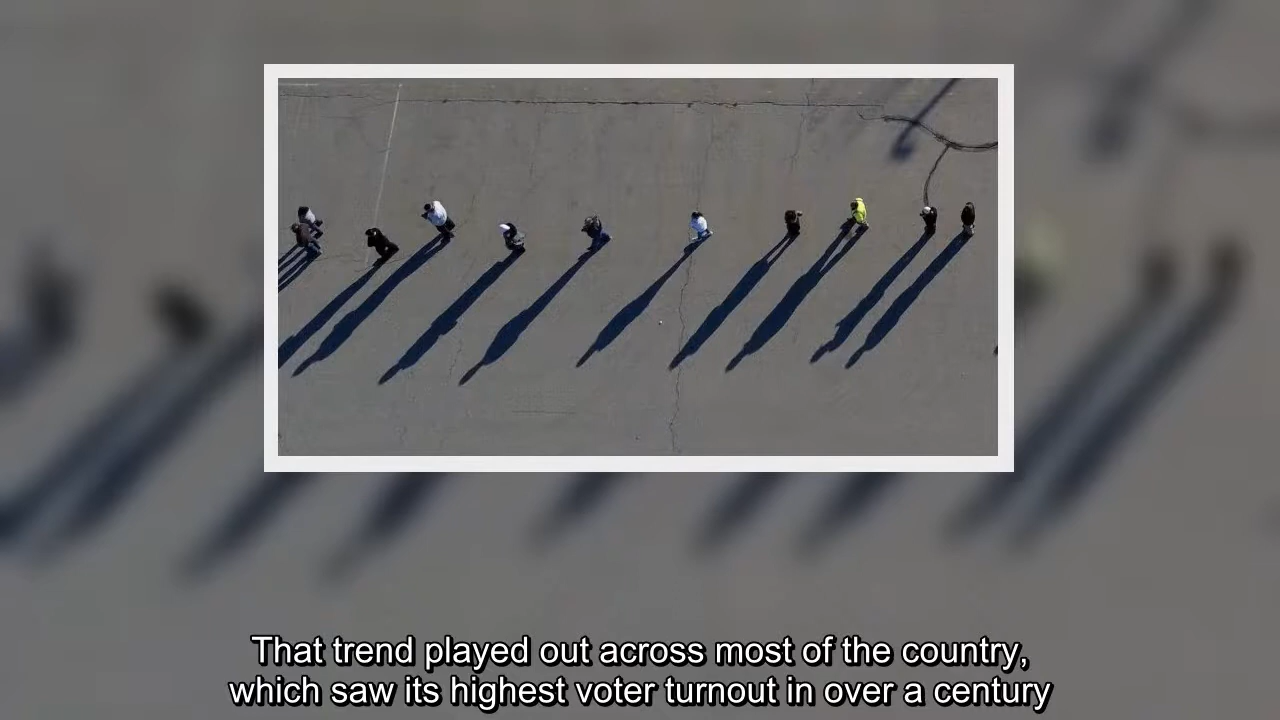 That trend played out across most of the country,
which saw its highest voter turnout in over a century